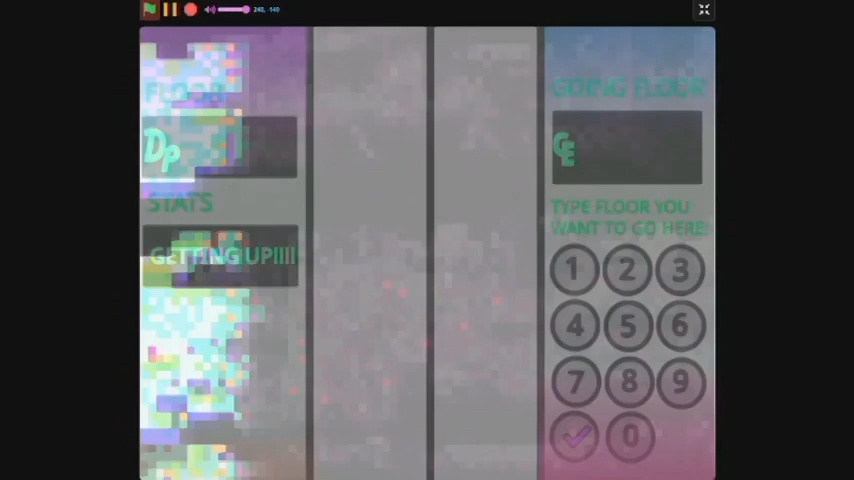 240, -140
FLOOR
Dp
STATS
GETTING UP!!!!!
GOING FLOOR
TYPE FLOOR YOU
WANT TO GO HERE:
1 2 3
4 5 6
7 8 9
0